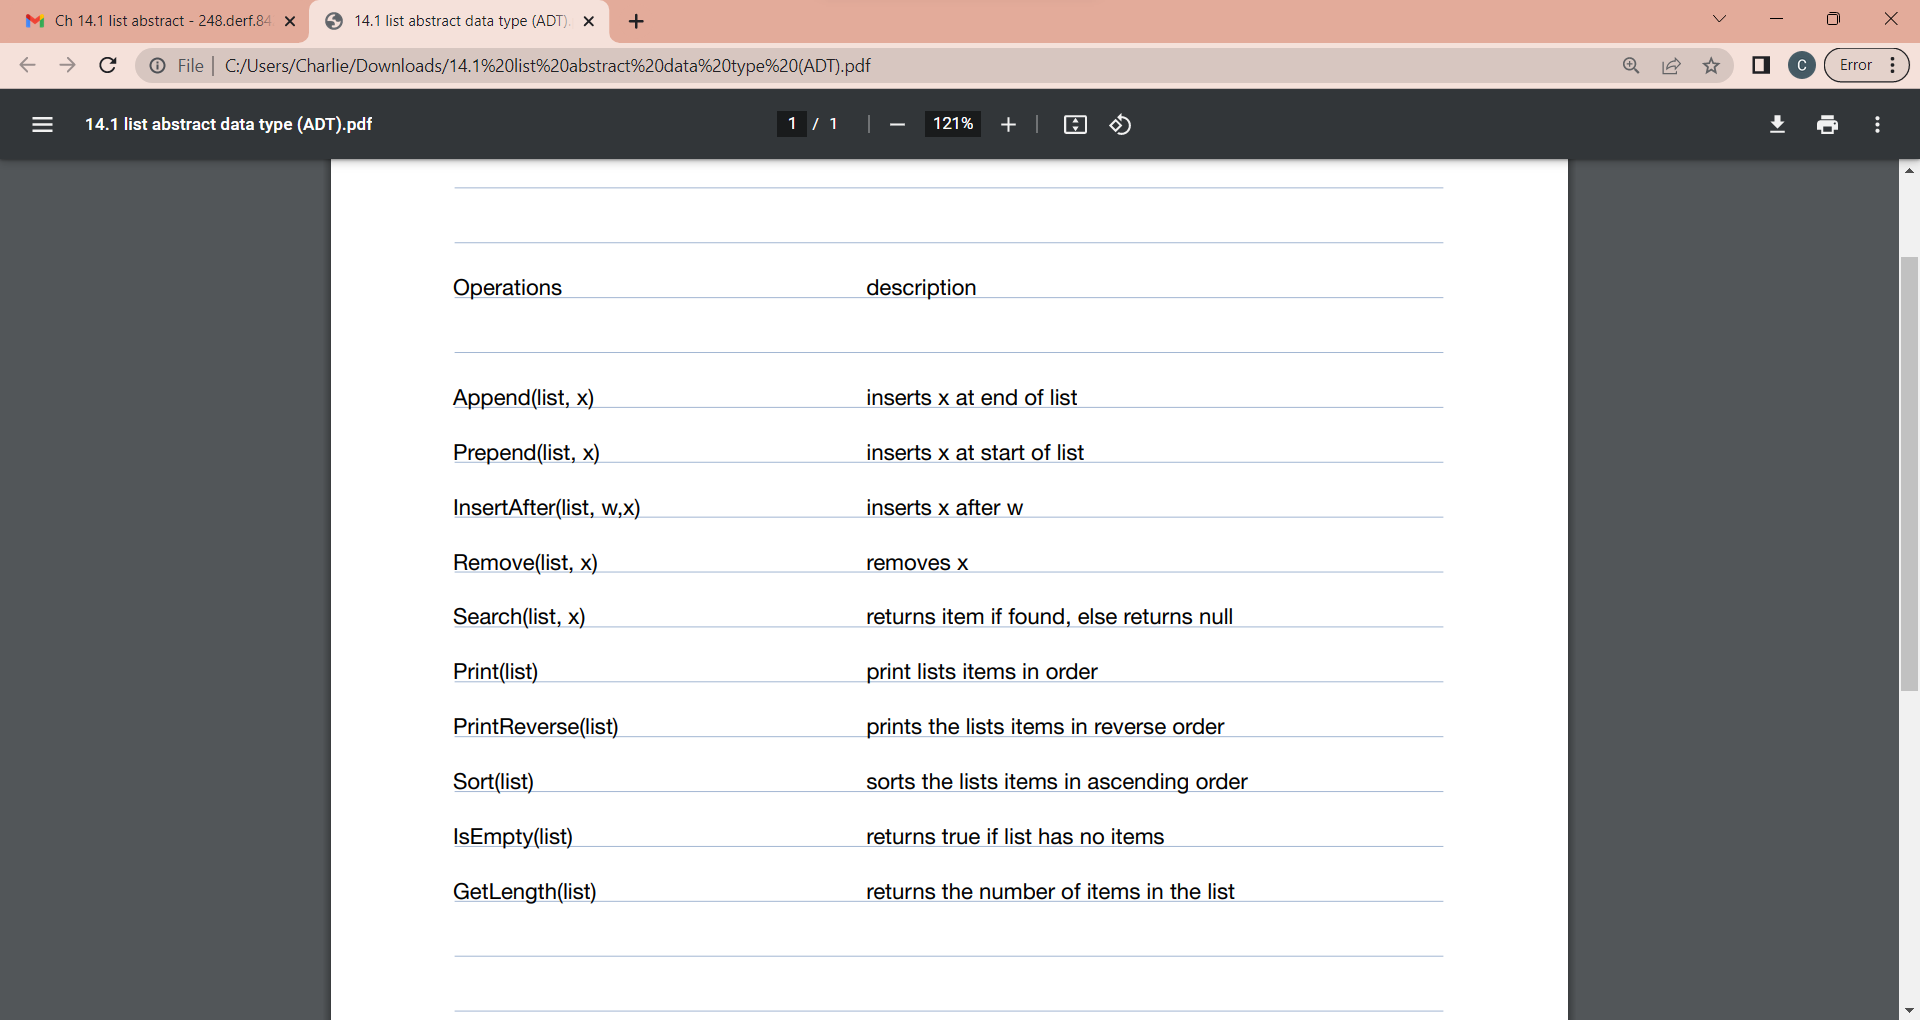 Ch 14.1 list abstract - 248.derf.84
14.1 list abstract data type (ADT).
File
C:/Users/Charlie/Downloads/14.1%20list%20abstract%20data%20type%20(ADT).pdf
C
Error
14.1 list abstract data type (ADT).pdf
1 / 1
121%
Operations description
Append(list, x) inserts x at end of list
Prepend(list, x) inserts x at start of list
InsertAfter(list, w,x) inserts x after w
Remove(list, x) removes x
Search(list, x) returns item if found, else returns null
Print(list) print lists items in order
PrintReverse(list) prints the lists items in reverse order
Sort(list) sorts the lists items in ascending order
IsEmpty(list) returns true if list has no items
GetLength(list) returns the number of items in the list